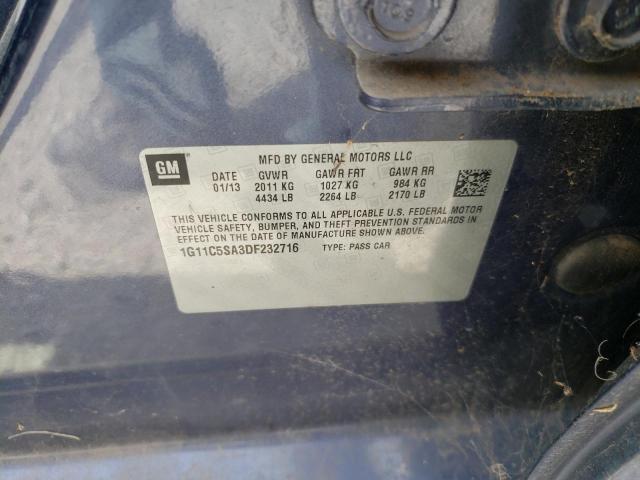 GM
MFD BY GENERAL MOTORS LLC
DATE GVWR GAWR FRT GAWR RR
01/13 2011 KG 1027 KG 984 KG
4434 LB 2264 LB 2170 LB
THIS VEHICLE CONFORMS TO ALL APPLICABLE U.S. FEDERAL MOTOR
VEHICLE SAFETY, BUMPER, AND THEFT PREVENTION STANDARDS IN
EFFECT ON THE DATE OF MANUFACTURE SHOWN ABOVE.
1G11C5SA3DF232716 TYPE: PASS CAR